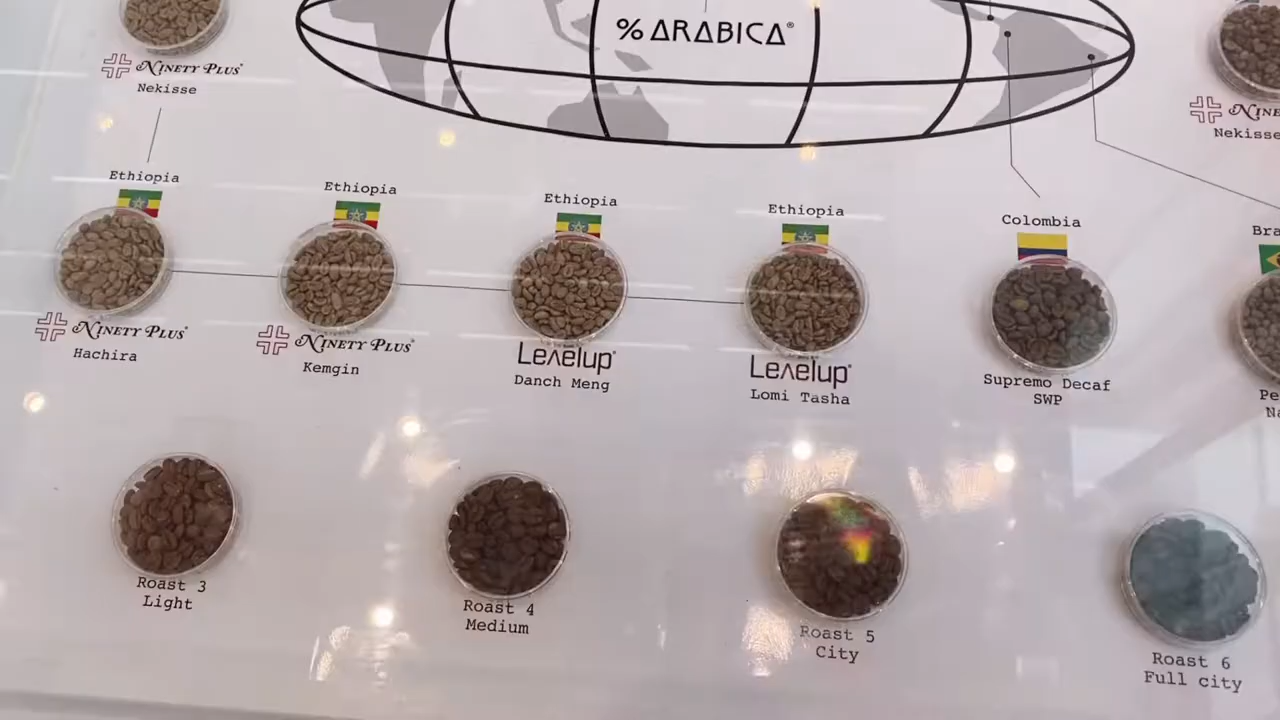 % ARABICA®
NINETY PLUS®
Nekisse
NINETY PLUS
Nekisse
Ethiopia
Ethiopia
Ethiopia
Ethiopia
Colombia
NINETY PLUS®
Hachira
NINETY PLUS®
Kemgin
Levelup®
Danch Meng
Levelup®
Lomi Tasha
Supremo Decaf
SWP
Roast 3
Light
Roast 4
Medium
Roast 5
City
Roast 6
Full city